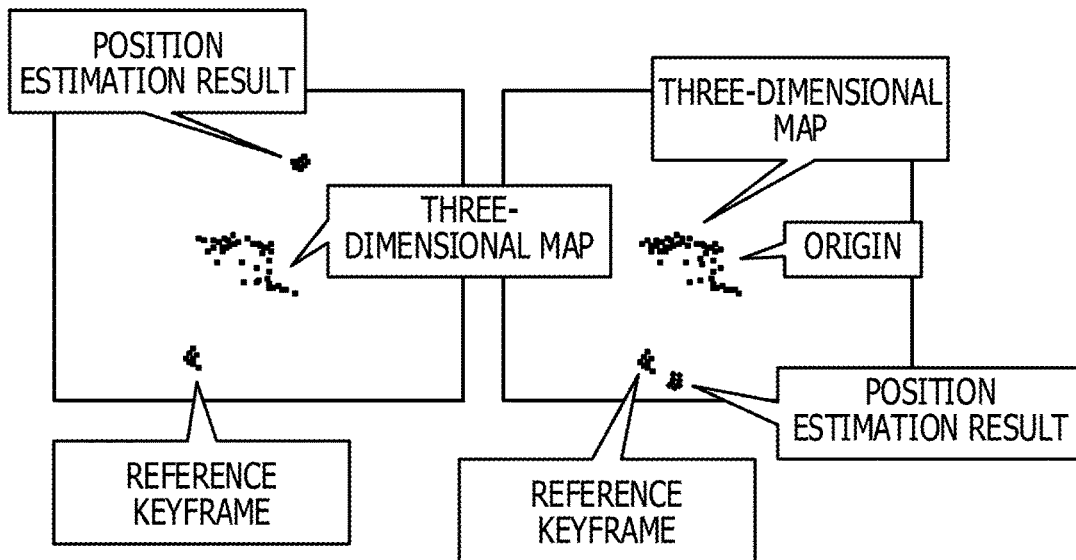 POSITION
ESTIMATION RESULT
THREE-
DIMENSIONAL MAP
REFERENCE
KEYFRAME
THREE-DIMENSIONAL
MAP
ORIGIN
POSITION
ESTIMATION RESULT
REFERENCE
KEYFRAME